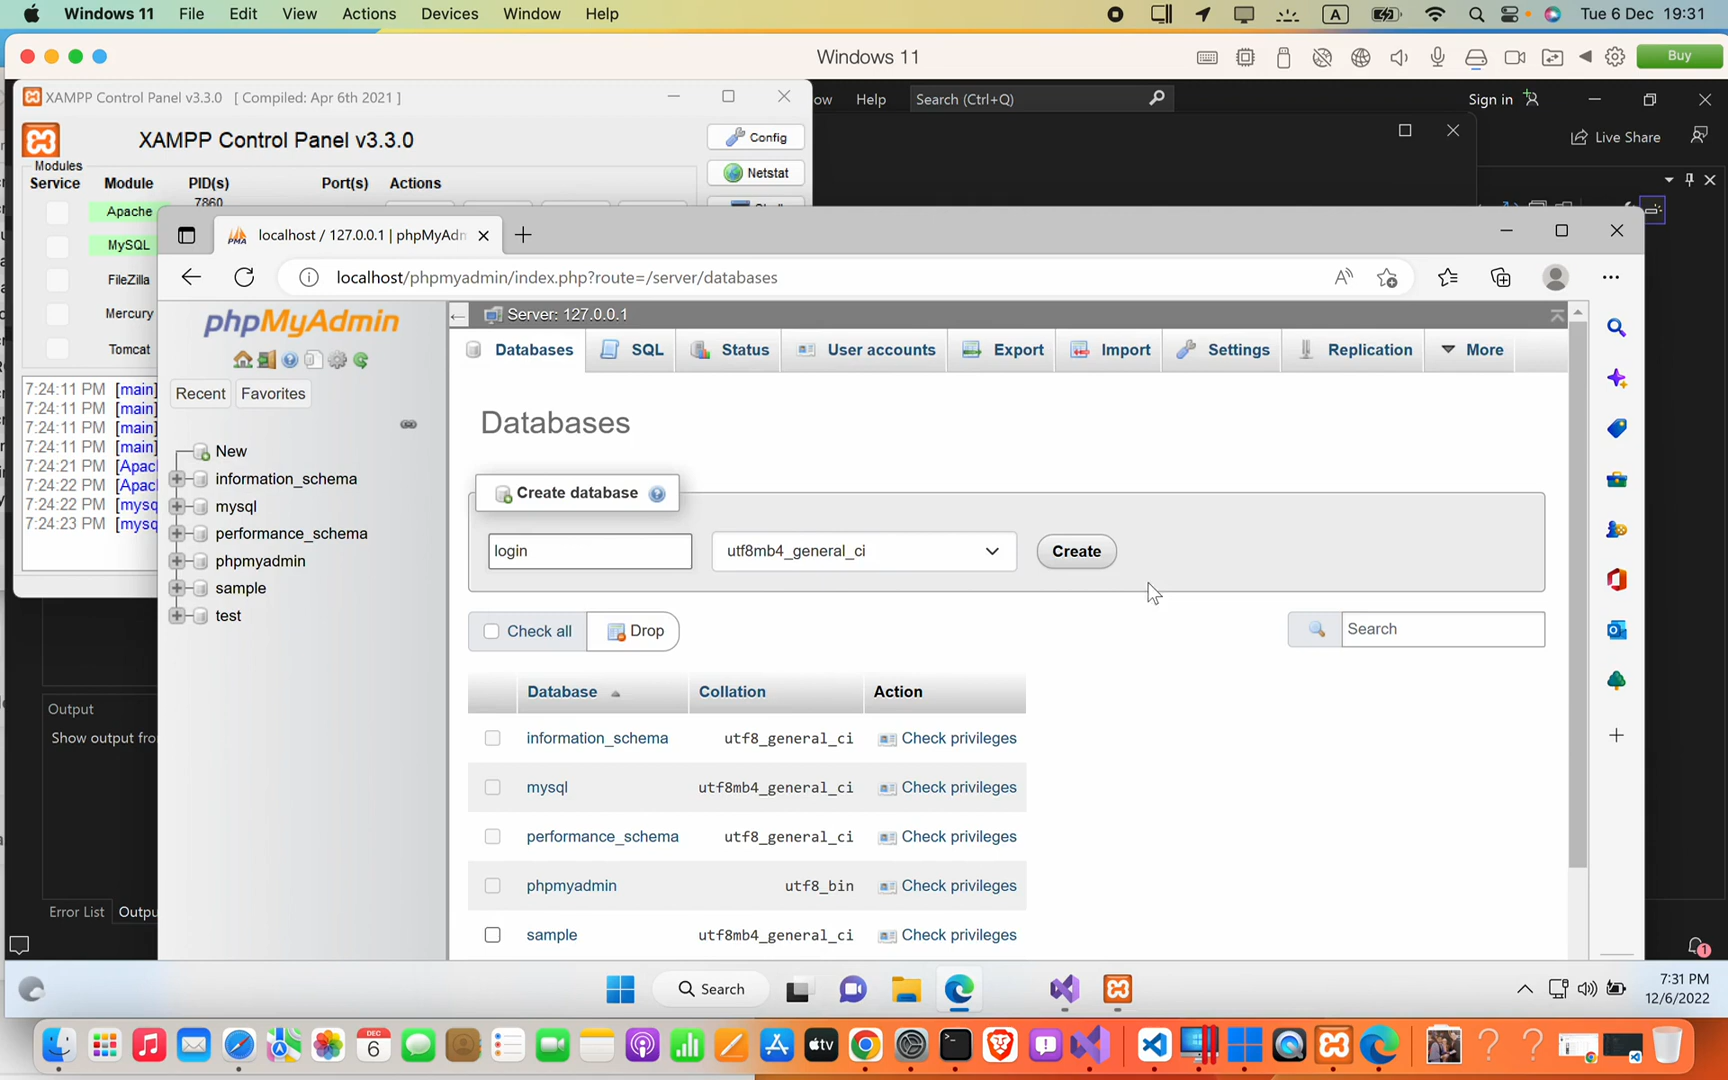 Windows 11 File Edit View Actions Devices Window Help A Tue 6 Dec 19:31
Windows 11
Buy
XAMPP Control Panel v3.3.0 [ Compiled: Apr 6th 2021 ]
Help Search (Ctrl+Q) Sign in
XAMPP Control Panel v3.3.0
Config
Live Share
Modules
Service Module PID(s) Port(s) Actions
Netstat
7860
Apache
MySQL
FileZilla
Mercury
Tomcat
7:24:11 PM [main]
7:24:11 PM [main]
7:24:11 PM [main]
7:24:11 PM [main]
7:24:21 PM [Apac
7:24:22 PM [Apac
7:24:22 PM [mysq
7:24:23 PM [mysq
localhost / 127.0.0.1 | phpMyAdm
localhost/phpmyadmin/index.php?route=/server/databases
phpMyAdmin
Recent Favorites
New
information_schema
mysql
performance_schema
phpmyadmin
sample
test
Server: 127.0.0.1
Databases SQL Status User accounts Export Import Settings Replication More
Databases
Create database
login utf8mb4_general_ci Create
Check all Drop Search
Database Collation Action
information_schema utf8_general_ci Check privileges
mysql utf8mb4_general_ci Check privileges
performance_schema utf8_general_ci Check privileges
phpmyadmin utf8_bin Check privileges
sample utf8mb4_general_ci Check privileges
Output
Show output fro
Error List Outpu
1
Search
7:31 PM
12/6/2022
DEC
6
tv